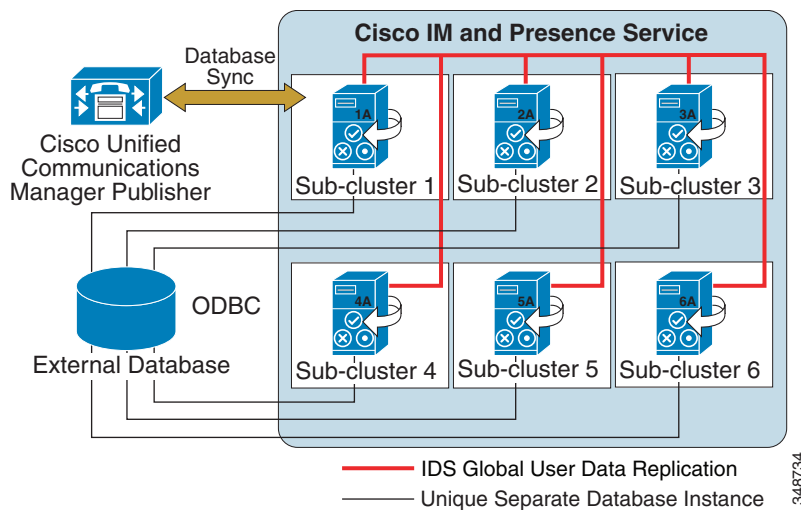 Cisco IM and Presence Service
Database
Sync
Cisco Unified
Communications
Manager Publisher
1A
Sub-cluster 1
2A
Sub-cluster 2
3A
Sub-cluster 3
ODBC
External Database
4A
Sub-cluster 4
5A
Sub-cluster 5
6A
Sub-cluster 6
IDS Global User Data Replication
Unique Separate Database Instance
348734